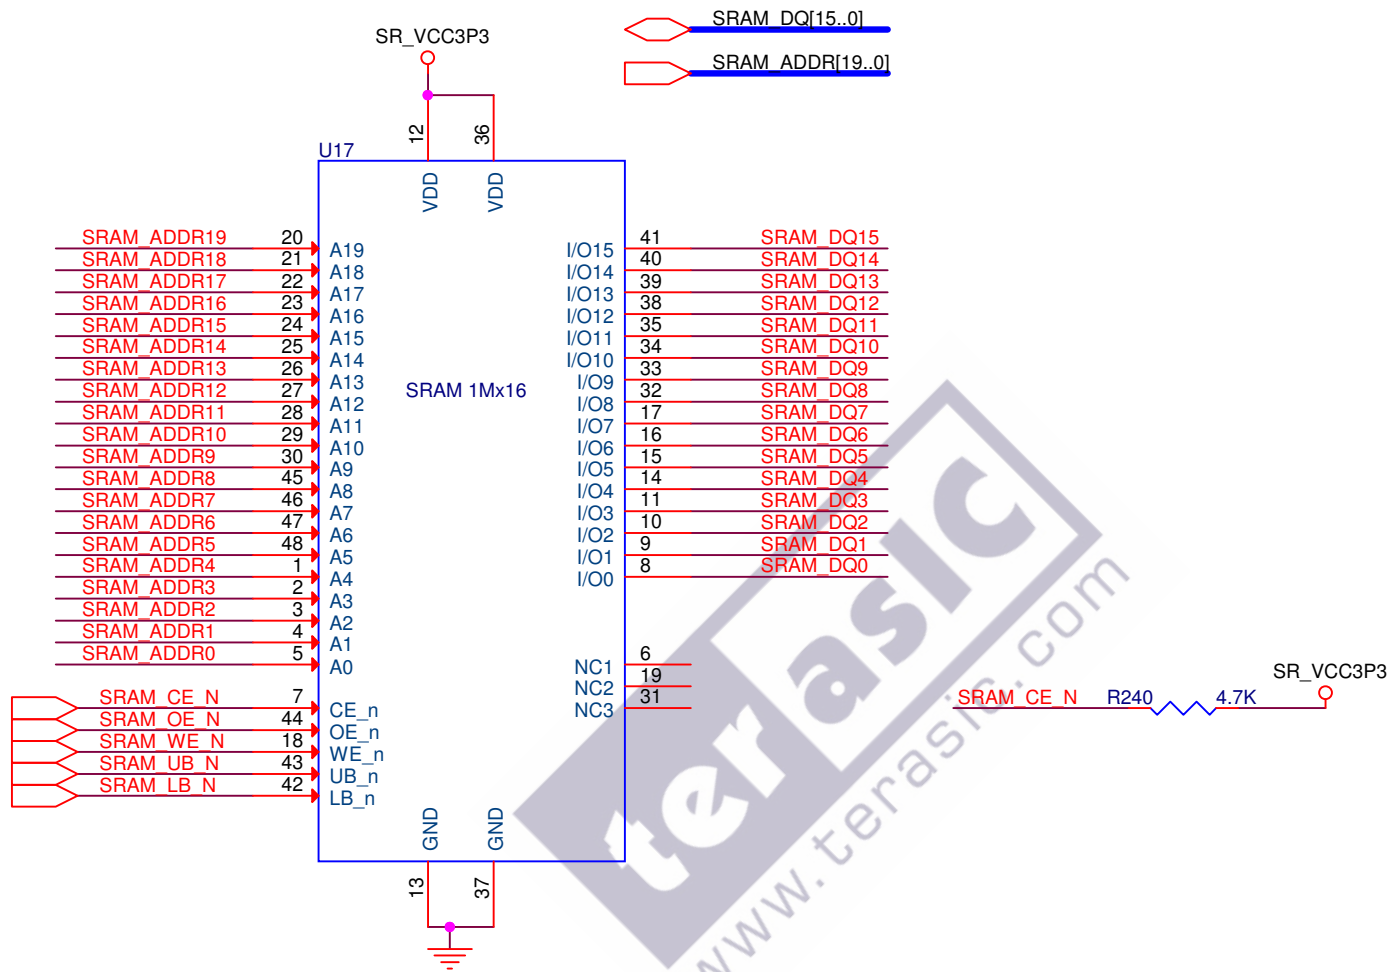 SRAM_DQ[15..0]
SR_VCC3P3
SRAM_ADDR[19..0]
12 36
U17
VDD VDD
SRAM_ADDR19 20 A19 I/O15 41 SRAM_DQ15
SRAM_ADDR18 21 A18 I/O14 40 SRAM_DQ14
SRAM_ADDR17 22 A17 I/O13 39 SRAM_DQ13
SRAM_ADDR16 23 A16 I/O12 38 SRAM_DQ12
SRAM_ADDR15 24 A15 I/O11 35 SRAM_DQ11
SRAM_ADDR14 25 A14 I/O10 34 SRAM_DQ10
SRAM_ADDR13 26 A13 I/O9 33 SRAM_DQ9
SRAM 1Mx16
SRAM_ADDR12 27 A12 I/O8 32 SRAM_DQ8
SRAM_ADDR11 28 A11 I/O7 17 SRAM_DQ7
SRAM_ADDR10 29 A10 I/O6 16 SRAM_DQ6
SRAM_ADDR9 30 A9 I/O5 15 SRAM_DQ5
SRAM_ADDR8 45 A8 I/O4 14 SRAM_DQ4
SRAM_ADDR7 46 A7 I/O3 11 SRAM_DQ3
SRAM_ADDR6 47 A6 I/O2 10 SRAM_DQ2
SRAM_ADDR5 48 A5 I/O1 9 SRAM_DQ1
SRAM_ADDR4 1 A4 I/O0 8 SRAM_DQ0
SRAM_ADDR3 2 A3
SRAM_ADDR2 3 A2
SRAM_ADDR1 4 A1
SRAM_ADDR0 5 A0 NC1 6
NC2 19
SR_VCC3P3
SRAM_CE_N 7 CE_n NC3 31
SRAM_CE_N R240 4.7K
SRAM_OE_N 44 OE_n
SRAM_WE_N 18 WE_n
SRAM_UB_N 43 UB_n
SRAM_LB_N 42 LB_n
GND GND
13 37
terasic
www.terasic.com